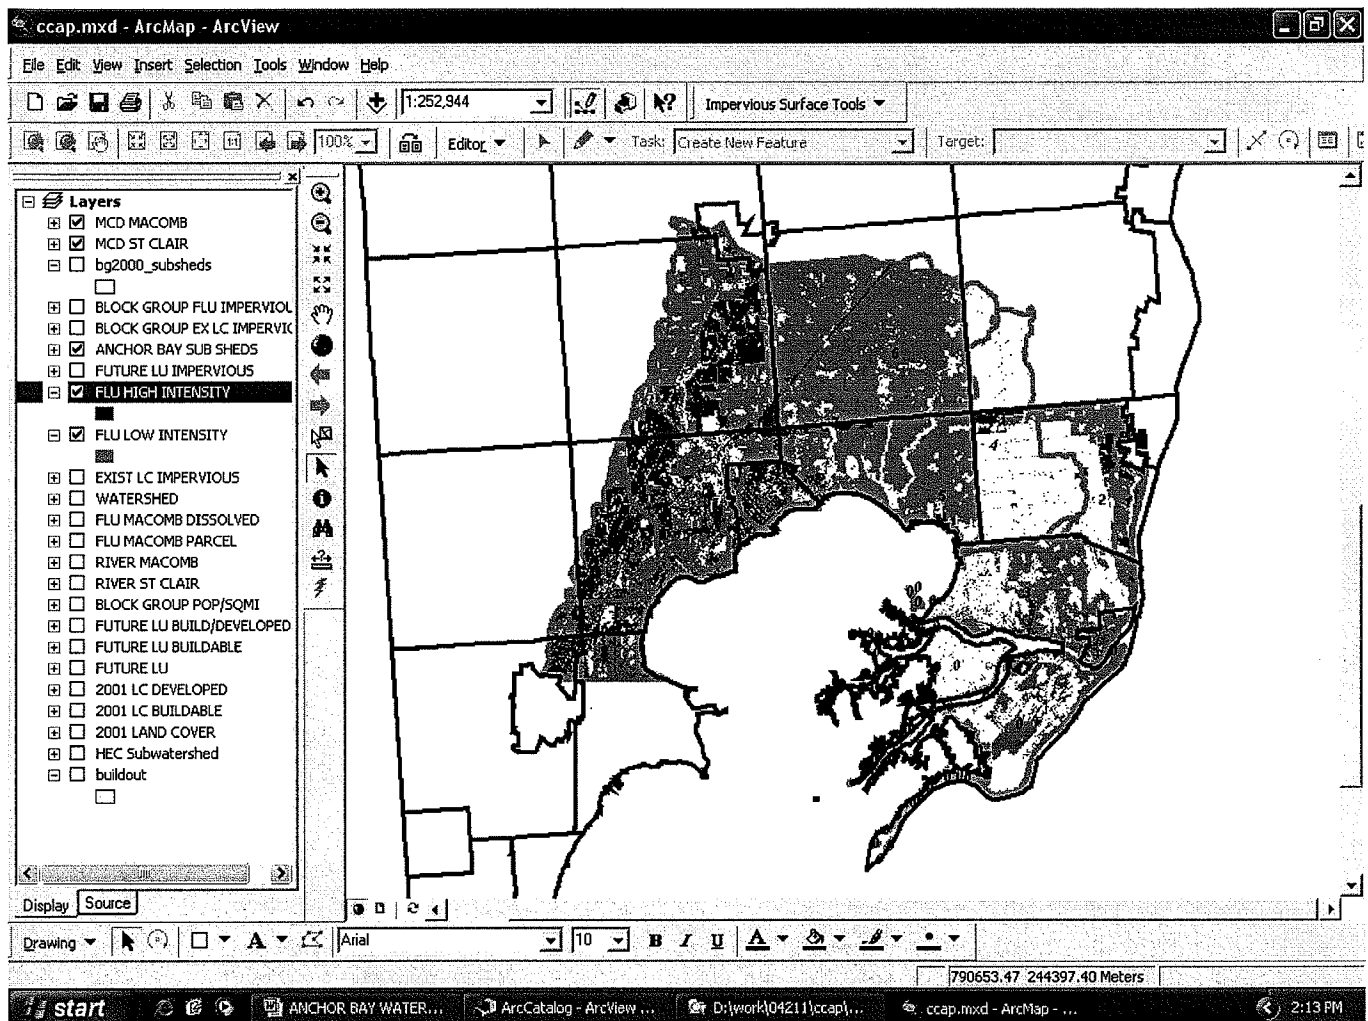 ccap.mxd - ArcMap - ArcView
File Edit View Insert Selection Tools Window Help
1:252,944 Impervious Surface Tools
100% Editor Task: Create New Feature Target:
Layers
MCD MACOMB
MCD ST CLAIR
bg2000_subsheds
BLOCK GROUP FLU IMPERVIOU
BLOCK GROUP EX LC IMPERVIO
ANCHOR BAY SUB SHEDS
FUTURE LU IMPERVIOUS
FLU HIGH INTENSITY
FLU LOW INTENSITY
EXIST LC IMPERVIOUS
WATERSHED
FLU MACOMB DISSOLVED
FLU MACOMB PARCEL
RIVER MACOMB
RIVER ST CLAIR
BLOCK GROUP POP/SQMI
FUTURE LU BUILD/DEVELOPED
FUTURE LU BUILDABLE
FUTURE LU
2001 LC DEVELOPED
2001 LC BUILDABLE
2001 LAND COVER
HEC Subwatershed
buildout
4
2
0
Display Source
Drawing A Arial 10 B I U A
790653.47 244397.40 Meters
start ANCHOR BAY WATER... ArcCatalog - ArcView ... D:\work\04211\ccap\... ccap.mxd - ArcMap - ... 2:13 PM